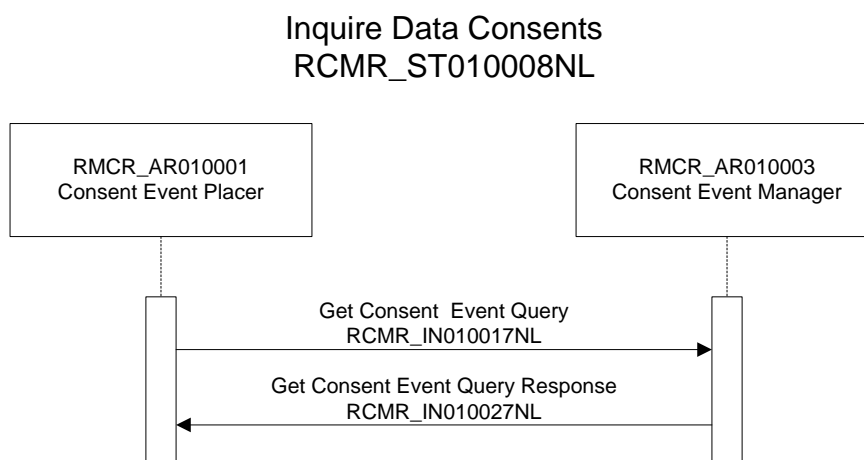 Inquire Data Consents
RCMR_ST010008NL
RMCR_AR010001
Consent Event Placer
RMCR_AR010003
Consent Event Manager
Get Consent  Event Query
RCMR_IN010017NL
Get Consent Event Query Response
RCMR_IN010027NL